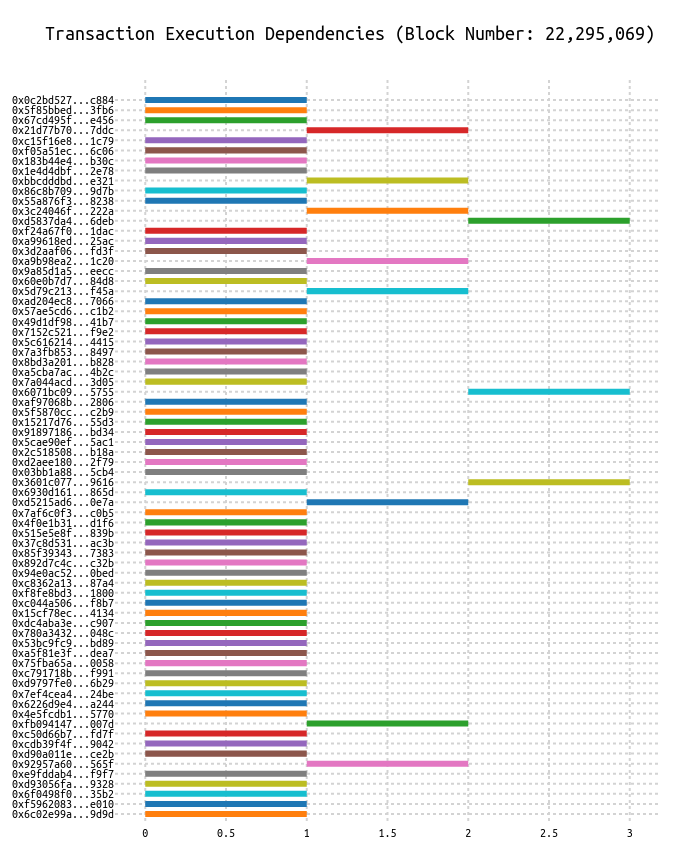 Transaction Execution Dependencies (Block Number: 22,295,069)
0x0c2bd527...c884
0x5f85bbed...3fb6
0x67cd495f...e456
0x21d77b70...7ddc
0xc15f16e8...1c79
0xf05a51ec...6c06
0x183b44e4...b30c
0x1e4d4dbf...2e78
0xbbcdddbd...e321
0x86c8b709...9d7b
0x55a876f3...8238
0x3c24046f...222a
0xd5837da4...6deb
0xf24a67f0...1dac
0xa99618ed...25ac
0x3d2aaf06...fd3f
0xa9b98ea2...1c20
0x9a85d1a5...eecc
0x60e0b7d7...84d8
0x5d79c213...f45a
0xad204ec8...7066
0x57ae5cd6...c1b2
0x49d1df98...41b7
0x7152c521...f9e2
0x5c616214...4415
0x7a3fb853...8497
0x8bd3a201...b828
0xa5cba7ac...4b2c
0x7a044acd...3d05
0x6071bc09...5755
0xaf97068b...2806
0x5f5870cc...c2b9
0x15217d76...55d3
0x91897186...bd34
0x5cae90ef...5ac1
0x2c518508...b18a
0xd2aee180...2f79
0x03bb1a88...5cb4
0x3601c077...9616
0x6930d161...865d
0xd5215ad6...0e7a
0x7af6c0f3...c0b5
0x4f0e1b31...d1f6
0x515e5e8f...839b
0x37c8d531...ac3b
0x85f39343...7383
0x892d7c4c...c32b
0x94e0ac52...0bed
0xc8362a13...87a4
0xf8fe8bd3...1800
0xc044a506...f8b7
0x15cf78ec...4134
0xdc4aba3e...c907
0x780a3432...048c
0x53bc9fc9...bd89
0xa5f81e3f...dea7
0x75fba65a...0058
0xc791718b...f991
0xd9797fe0...6b29
0x7ef4cea4...24be
0x6226d9e4...a244
0x4e5fcdb1...5770
0xfb094147...007d
0xc50d66b7...fd7f
0xcdb39f4f...9042
0xd90a011e...ce2b
0x92957a60...565f
0xe9fddab4...f9f7
0xd93056fa...9328
0x6f0498f0...35b2
0xf5962083...e010
0x6c02e99a...9d9d
0 0.5 1 1.5 2 2.5 3